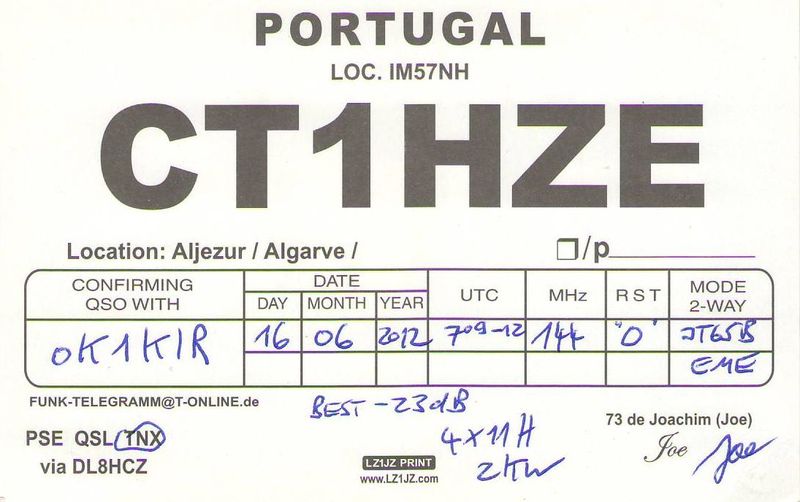 PORTUGAL
LOC. IM57NH
CT1HZE
Location: Aljezur / Algarve /
/p
CONFIRMING QSO WITH
DATE
DAY MONTH YEAR
UTC
MHz
RST
MODE 2-WAY
OK1KIR 16 06 2012 709-12 144 "O" JT65B
EME
FUNK-TELEGRAMM@T-ONLINE.de
BEST -23dB
73 de Joachim (Joe)
PSE QSL TNX
4x11H
Joe Joe
via DL8HCZ
LZ1JZ PRINT
2KW
www.LZ1JZ.com